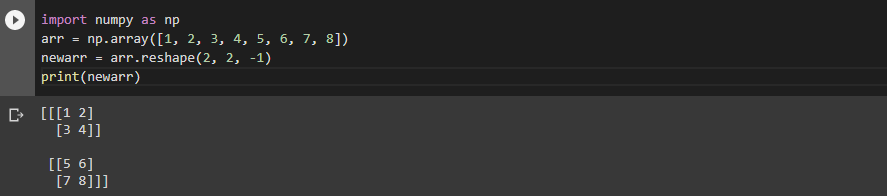 import numpy as np
arr = np.array([1, 2, 3, 4, 5, 6, 7, 8])
newarr = arr.reshape(2, 2, -1)
print(newarr)
[[[1 2]
  [3 4]]

 [[5 6]
  [7 8]]]